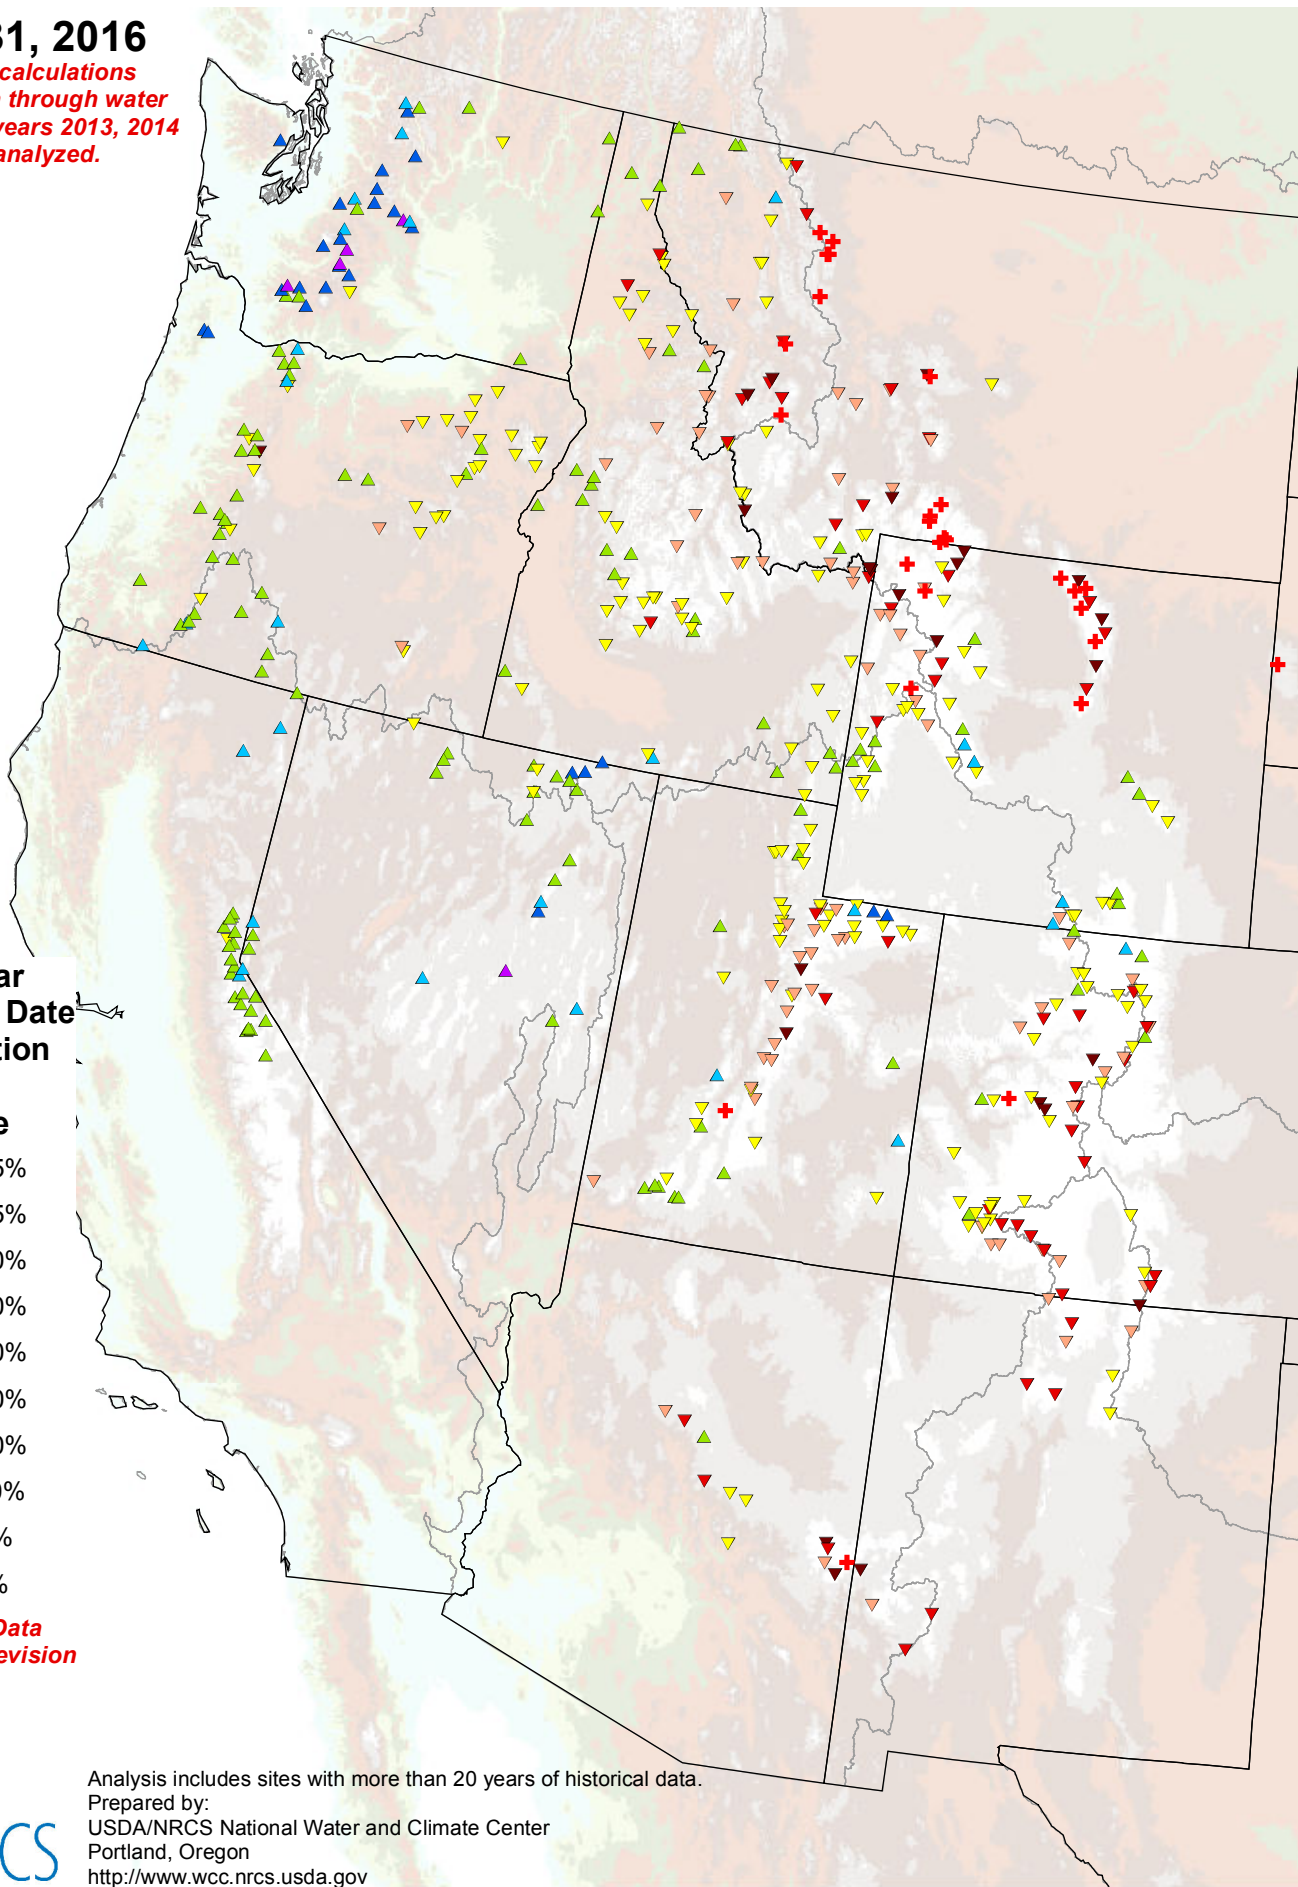 31, 2016
calculations
through water
years 2013, 2014
analyzed.
ar
Date
tion
e
5%
5%
0%
0%
0%
0%
0%
0%
%
%
Data
evision
Analysis includes sites with more than 20 years of historical data.
Prepared by:
USDA/NRCS National Water and Climate Center
Portland, Oregon
http://www.wcc.nrcs.usda.gov
CS